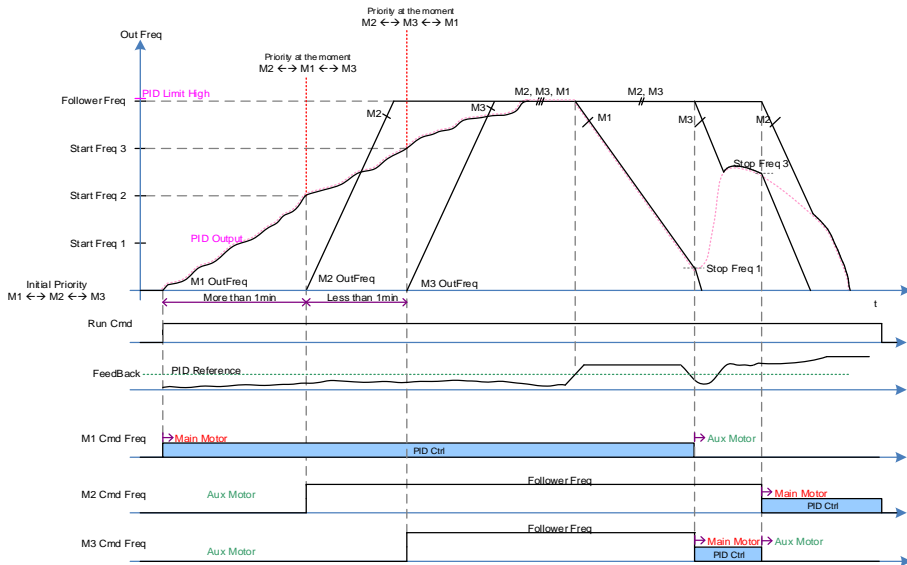 Priority at the moment
M2 ←→ M3 ←→ M1
Out Freq
Priority at the moment
M2 ←→ M1 ←→ M3
PID Limit High
M2, M3, M1
M2, M3
Follower Freq
M2
M3
M1
M3
M2
Start Freq 3
Stop Freq 3
Start Freq 2
Start Freq 1
PID Output
Stop Freq 1
Initial Priority
M1 ←→ M2 ←→ M3
M1 OutFreq
M2 OutFreq
M3 OutFreq
More than 1min
Less than 1min
t
Run Cmd
FeedBack
PID Reference
M1 Cmd Freq
Main Motor
Aux Motor
PID Ctrl
M2 Cmd Freq
Aux Motor
Follower Freq
Main Motor
PID Ctrl
M3 Cmd Freq
Aux Motor
Follower Freq
Main Motor
Aux Motor
PID Ctrl